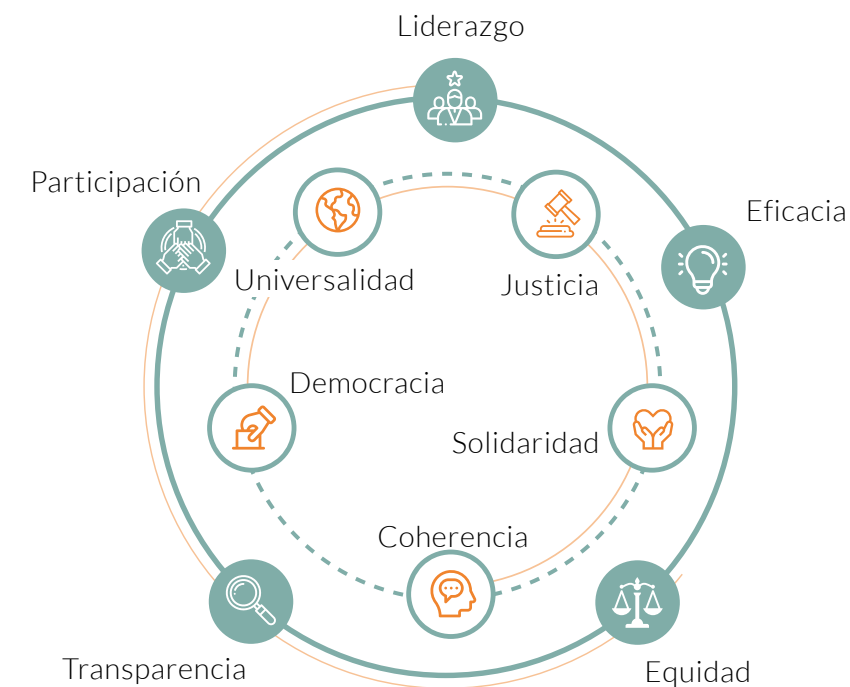 Liderazgo
Participación
Eficacia
Universalidad
Justicia
Democracia
Solidaridad
Coherencia
Transparencia
Equidad